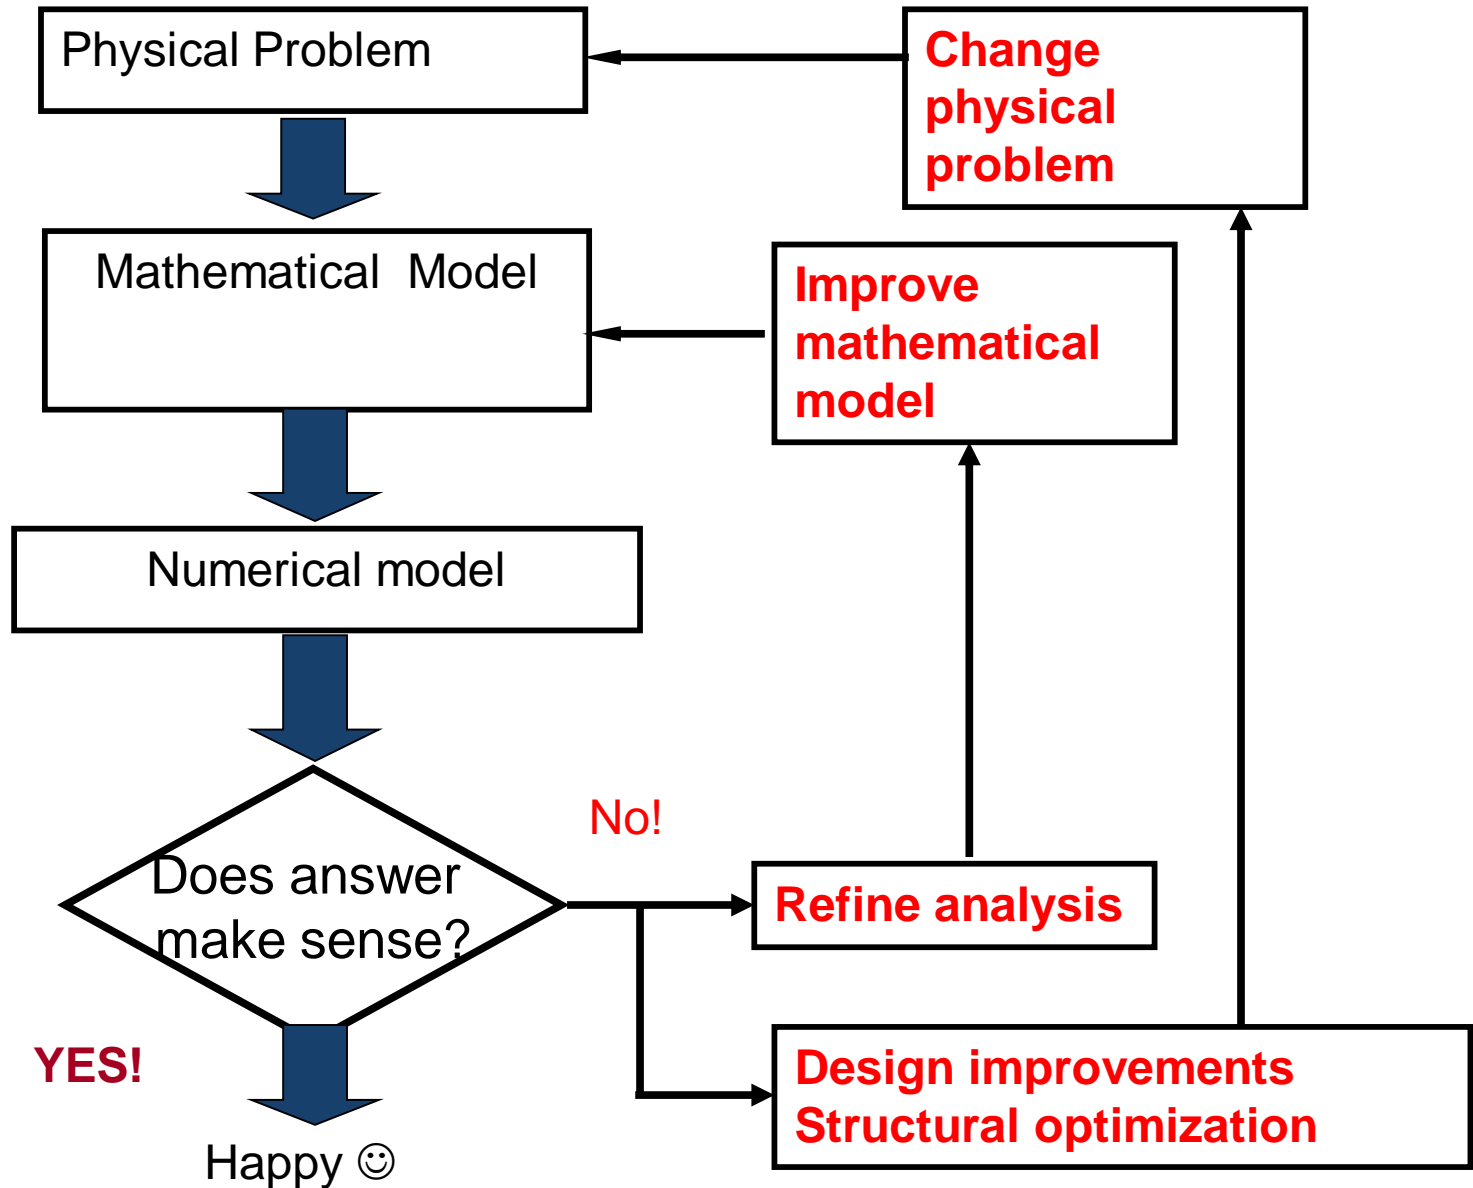 Physical Problem
Change
physical
problem
Mathematical  Model
Improve
mathematical
model
Numerical model
No!
Does answer
make sense?
Refine analysis
YES!
Design improvements
Structural optimization
Happy ☺